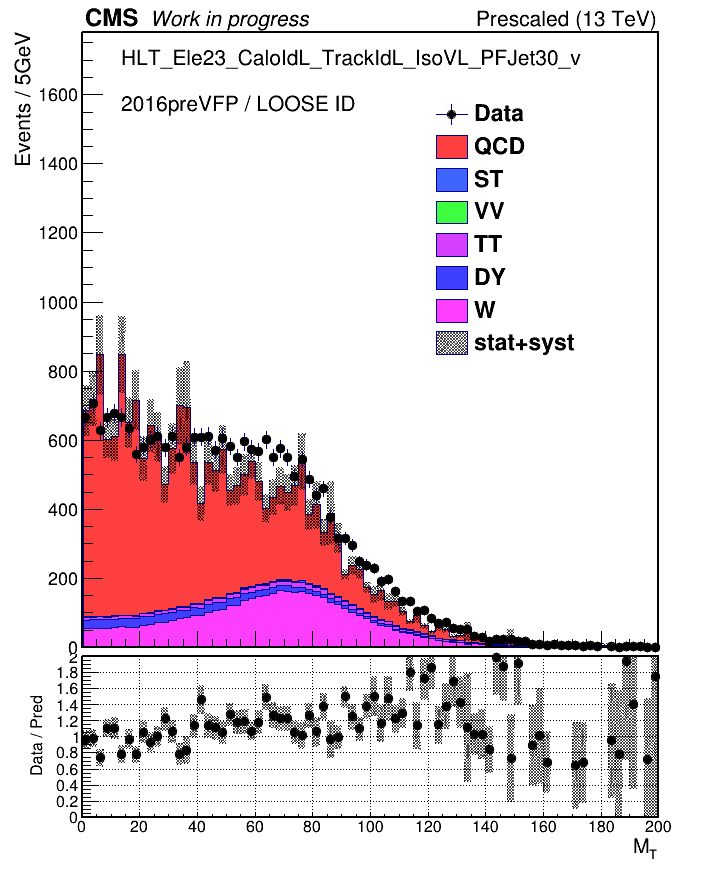 CMS Work in progress Prescaled (13 TeV)
HLT_Ele23_CaloIdL_TrackIdL_IsoVL_PFJet30_v
2016preVFP / LOOSE ID
Events / 5GeV
1600
1400
1200
1000
800
600
400
200
0
Data
QCD
ST
VV
TT
DY
W
stat+syst
Data / Pred
2
1.8
1.6
1.4
1.2
1
0.8
0.6
0.4
0.2
0
0 20 40 60 80 100 120 140 160 180 200
M_T